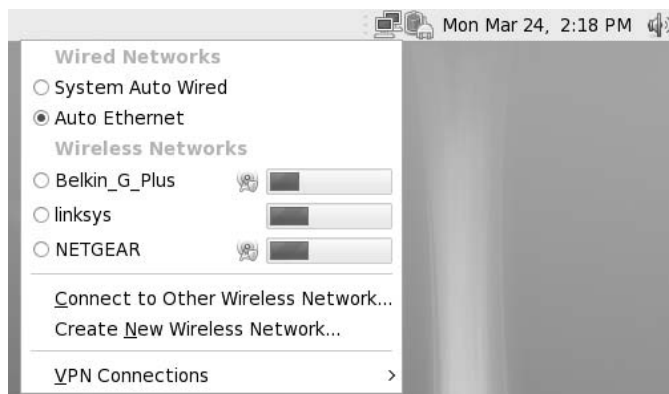 Mon Mar 24, 2:18 PM
Wired Networks
System Auto Wired
Auto Ethernet
Wireless Networks
Belkin_G_Plus
linksys
NETGEAR
Connect to Other Wireless Network...
Create New Wireless Network...
VPN Connections